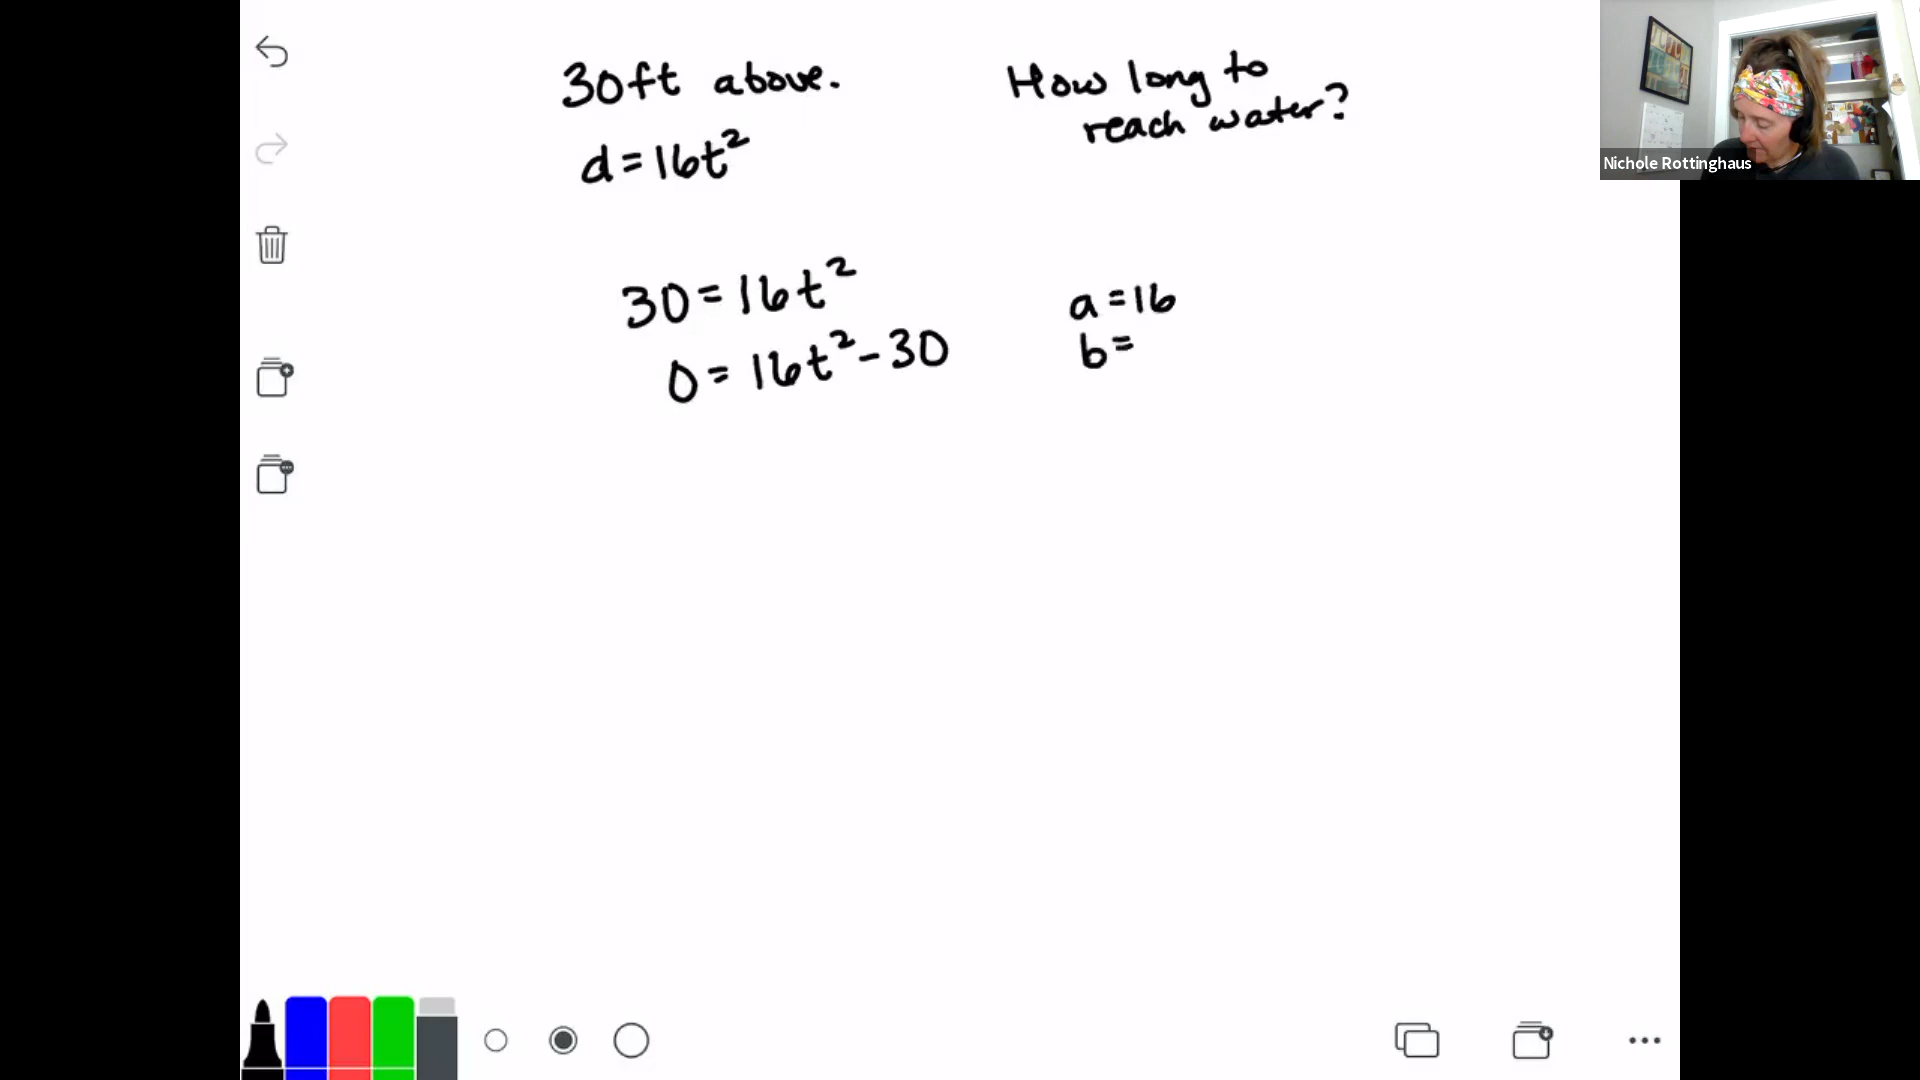 30ft above.
How long to
reach water?
d = 16t²
30 = 16t²
0 = 16t² - 30
a = 16
b =
Nichole Rottinghaus